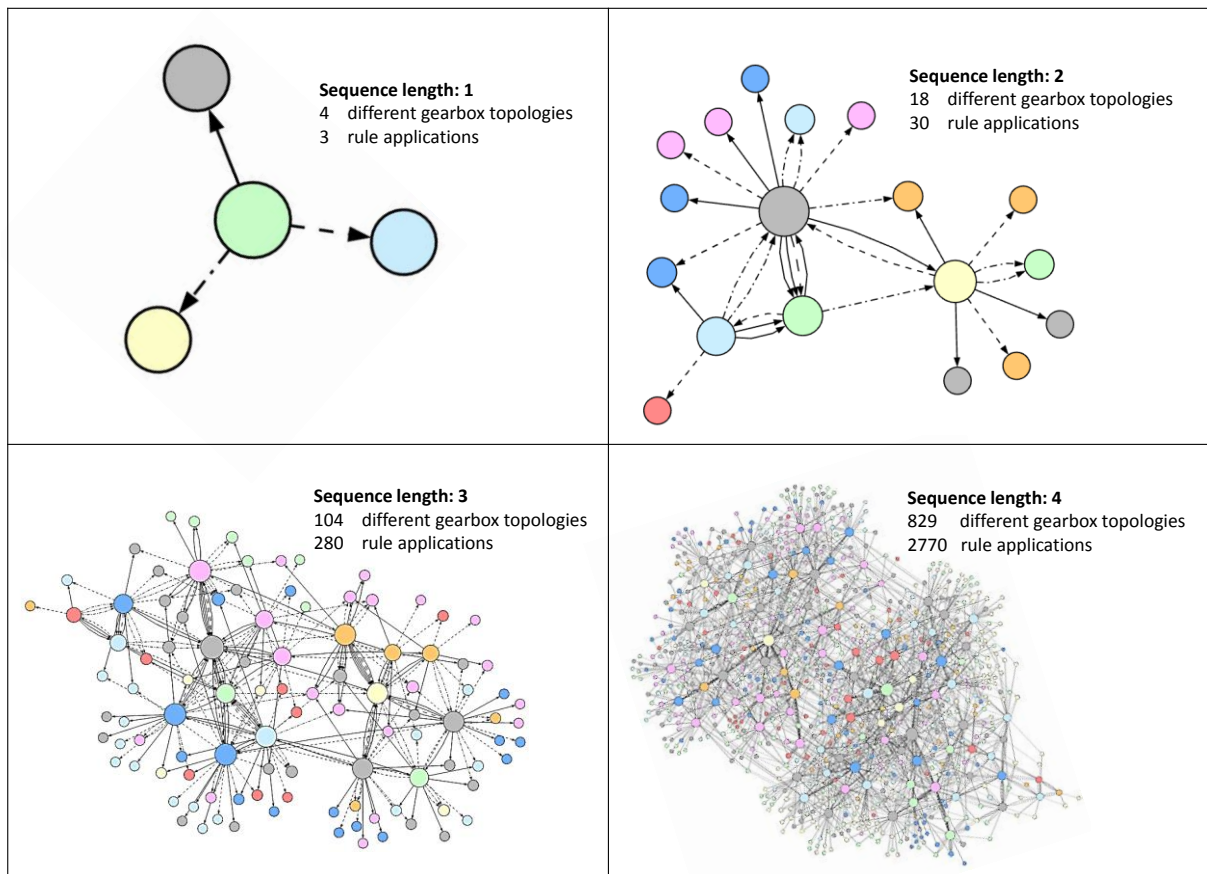 Sequence length: 1
4 different gearbox topologies
3 rule applications
Sequence length: 2
18 different gearbox topologies
30 rule applications
Sequence length: 3
104 different gearbox topologies
280 rule applications
Sequence length: 4
829 different gearbox topologies
2770 rule applications